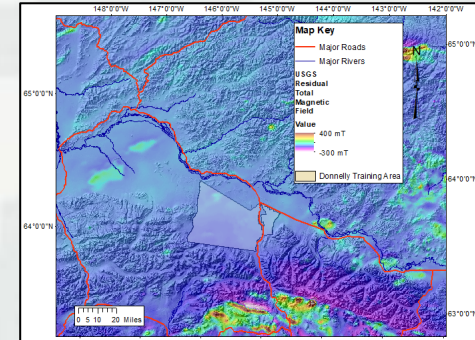 148°0'0"W 147°0'0"W 146°0'0"W 145°0'0"W 144°0'0"W 143°0'0"W 142°0'0"W
Map Key
Major Roads
Major Rivers
USGS
Residual
Total
Magnetic
Field
Value
400 mT
-300 mT
Donnelly Training Area
N
65°0'0"N
65°0'0"N
64°0'0"N
64°0'0"N
63°0'0"N
0 5 10 20 Miles